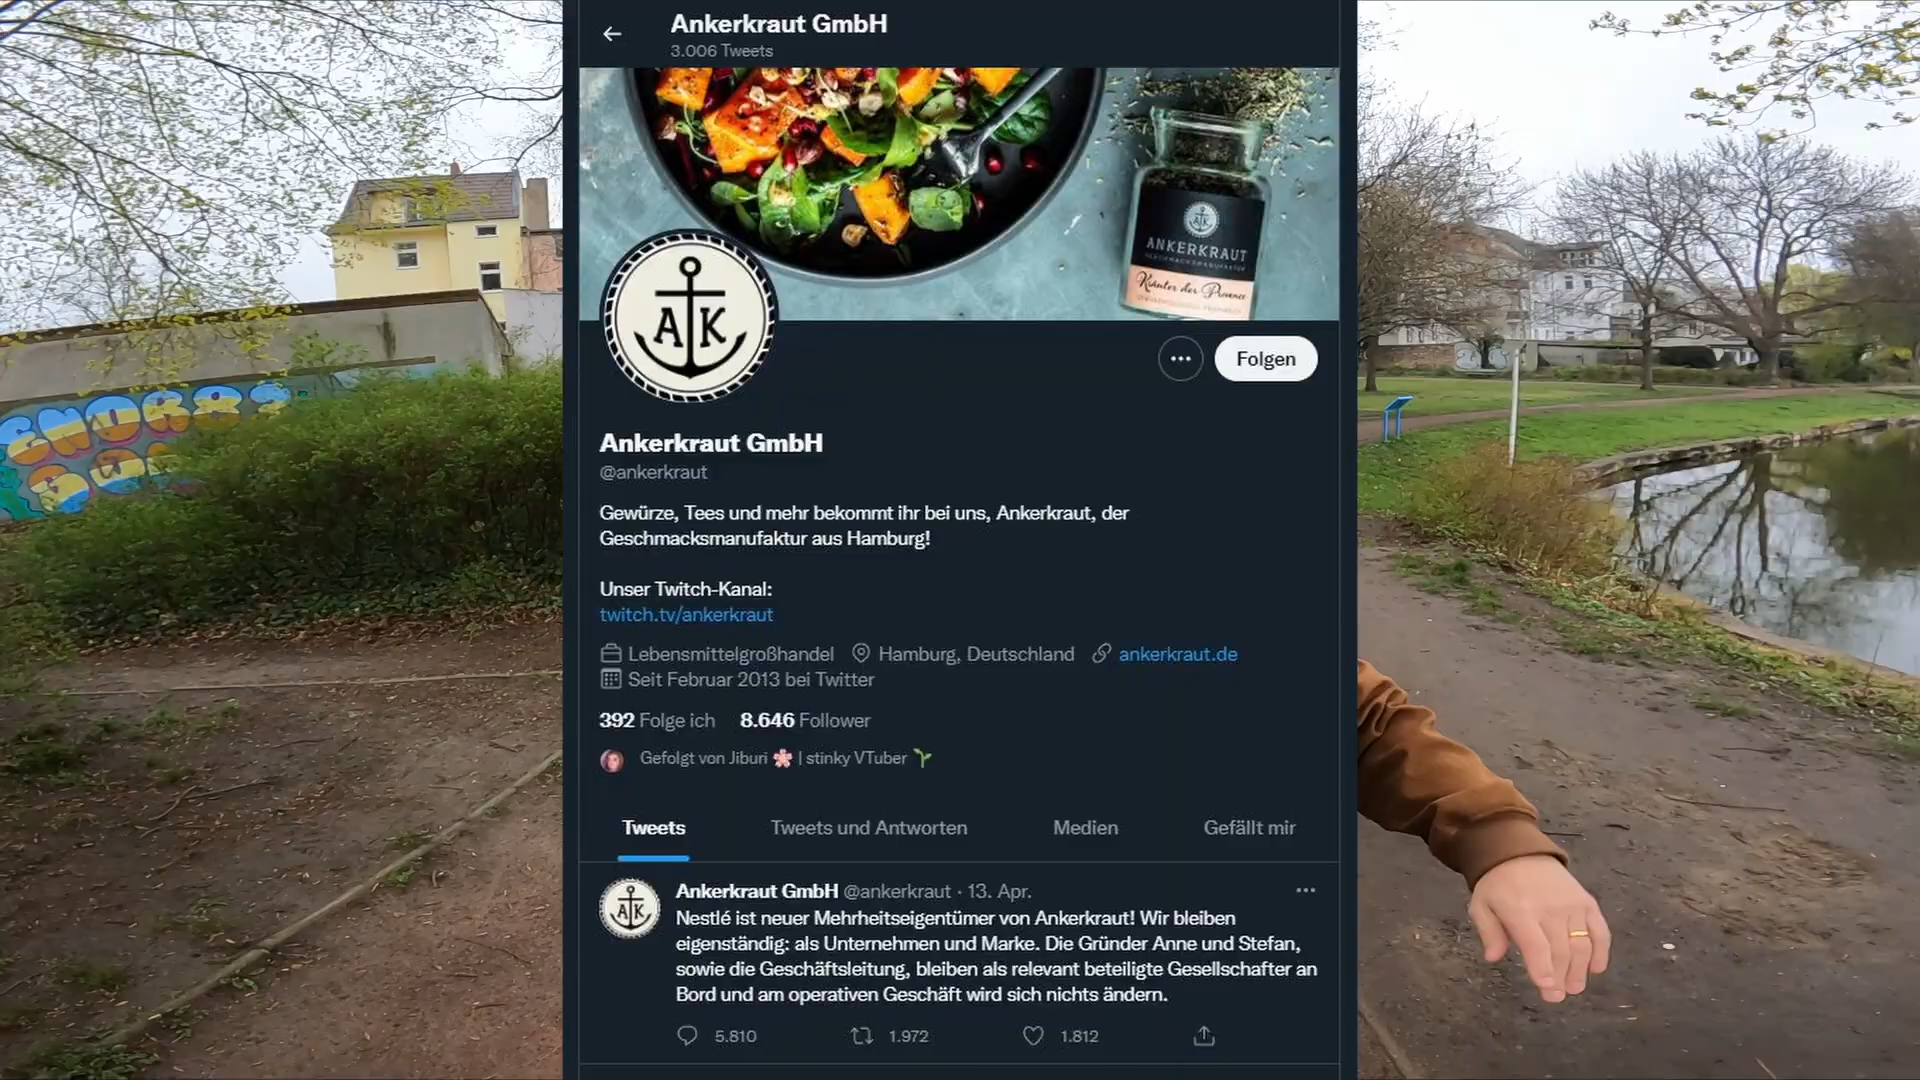 Ankerkraut GmbH
3.006 Tweets
AK
ANKERKRAUT
Kräuter der Provence
AK
Folgen
Ankerkraut GmbH
@ankerkraut
Gewürze, Tees und mehr bekommt ihr bei uns, Ankerkraut, der
Geschmacksmanufaktur aus Hamburg!
Unser Twitch-Kanal:
twitch.tv/ankerkraut
Lebensmittelgroßhandel Hamburg, Deutschland ankerkraut.de
Seit Februar 2013 bei Twitter
392 Folge ich 8.646 Follower
Gefolgt von Jiburi 🌸 | stinky VTuber 🌱
Tweets Tweets und Antworten Medien Gefällt mir
AK
Ankerkraut GmbH @ankerkraut · 13. Apr.
Nestlé ist neuer Mehrheitseigentümer von Ankerkraut! Wir bleiben
eigenständig: als Unternehmen und Marke. Die Gründer Anne und Stefan,
sowie die Geschäftsleitung, bleiben als relevant beteiligte Gesellschafter an
Bord und am operativen Geschäft wird sich nichts ändern.
5.810 1.972 1.812